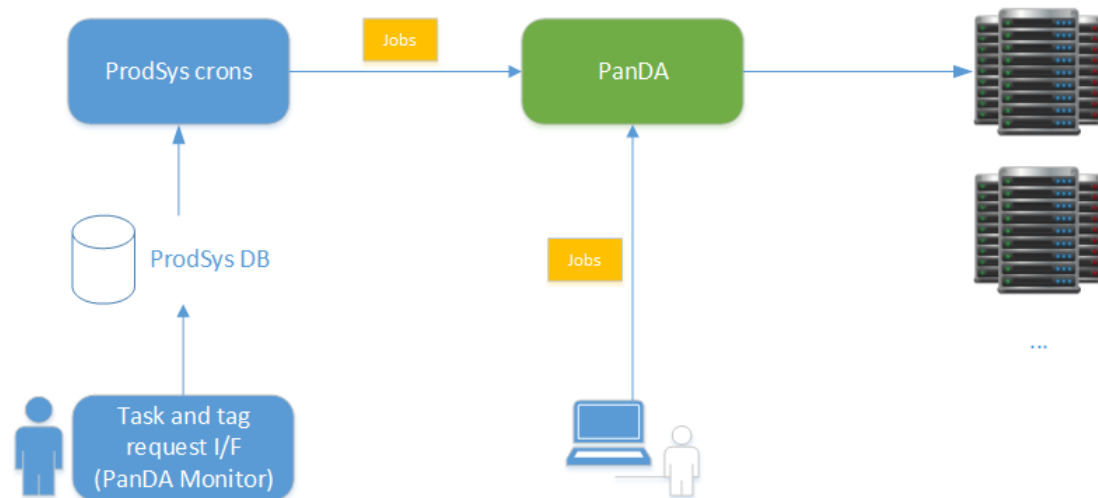 ProdSys crons
Jobs
PanDA
ProdSys DB
Jobs
...
Task and tag
request I/F
(PanDA Monitor)